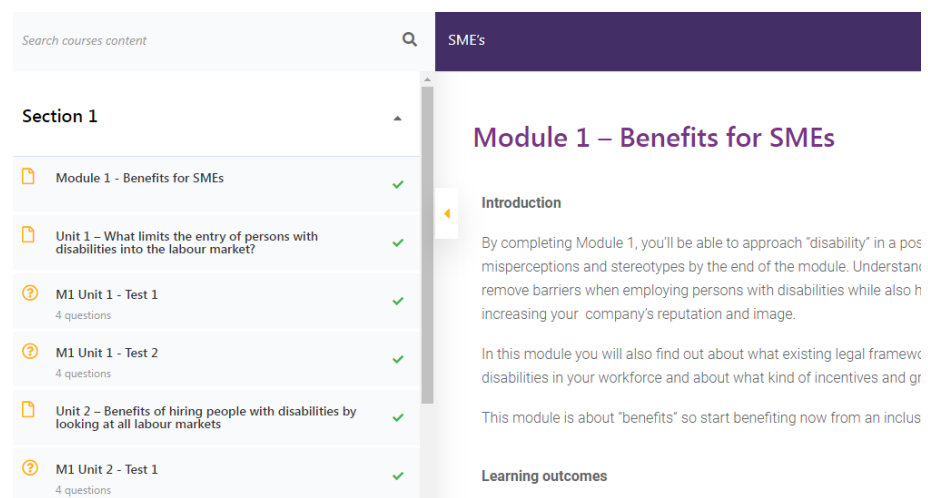 Search courses content
SME's
Section 1
Module 1 - Benefits for SMEs
Unit 1 – What limits the entry of persons with
disabilities into the labour market?
M1 Unit 1 - Test 1
4 questions
M1 Unit 1 - Test 2
4 questions
Unit 2 – Benefits of hiring people with disabilities by
looking at all labour markets
M1 Unit 2 - Test 1
4 questions
Module 1 – Benefits for SMEs
Introduction
By completing Module 1, you'll be able to approach “disability” in a
misperceptions and stereotypes by the end of the module.
remove barriers when employing persons with disabilities while also
increasing your company's reputation and image.
In this module you will also find out about what existing legal
disabilities in your workforce and about what kind of incentives and
This module is about “benefits” so start benefiting now from an
Learning outcomes